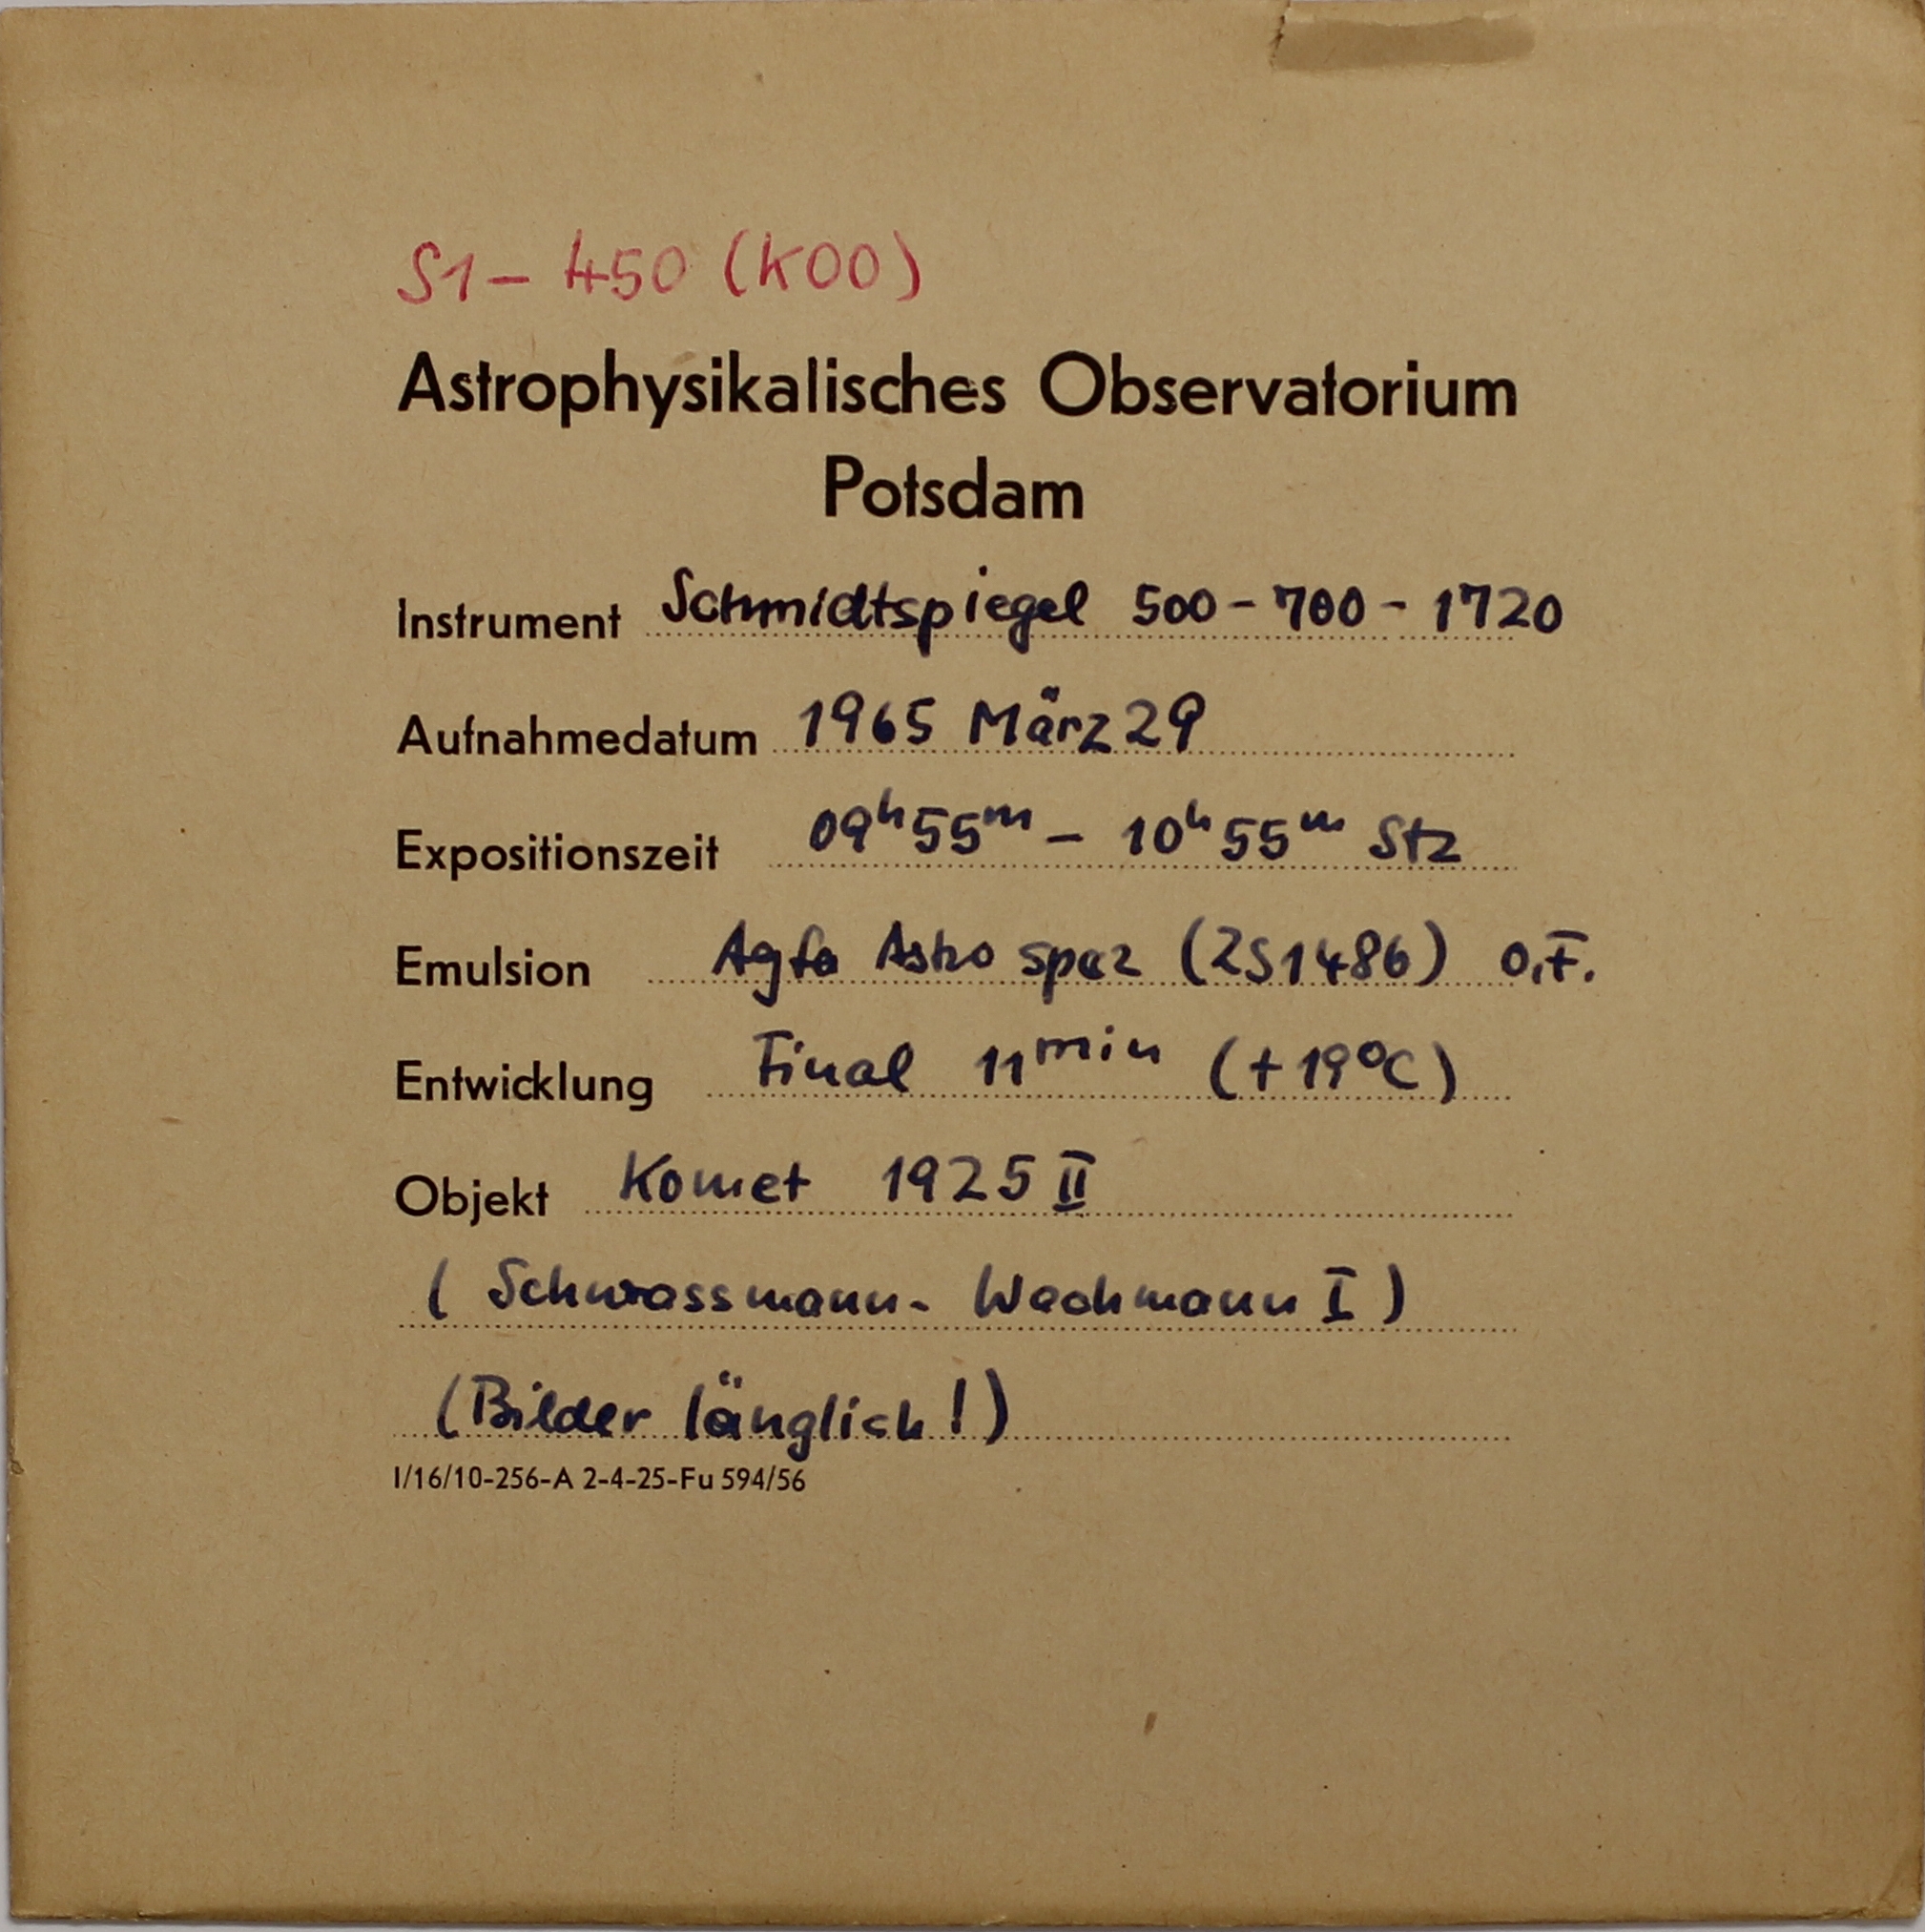 S1 - 450 (K00)
Astrophysikalisches Observatorium
Potsdam
Instrument Schmidtspiegel 500 - 700 - 1720
Aufnahmedatum 1965 März 29
Expositionszeit 09h55m - 10h55m Stz
Emulsion Agfa Astro spez (ZS1486) o.F.
Entwicklung Final 11min (+19°C)
Objekt Komet 1925 II
( Schwassmann - Wachmann I )
(Bilder länglich!)
I/16/10-256-A 2-4-25-Fu 594/56